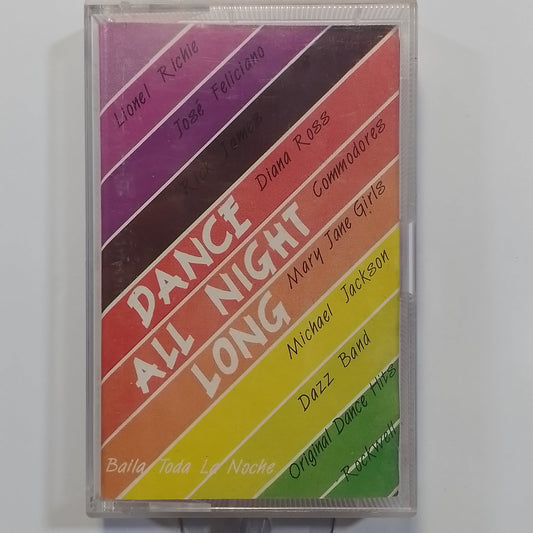 Lionel Richie
José Feliciano
Rick James
Diana Ross
Commodores
Mary Jane Girls
Michael Jackson
Dazz Band
Original Dance Hits
Rockwell
DANCE
ALL NIGHT
LONG
Baila Toda La Noche